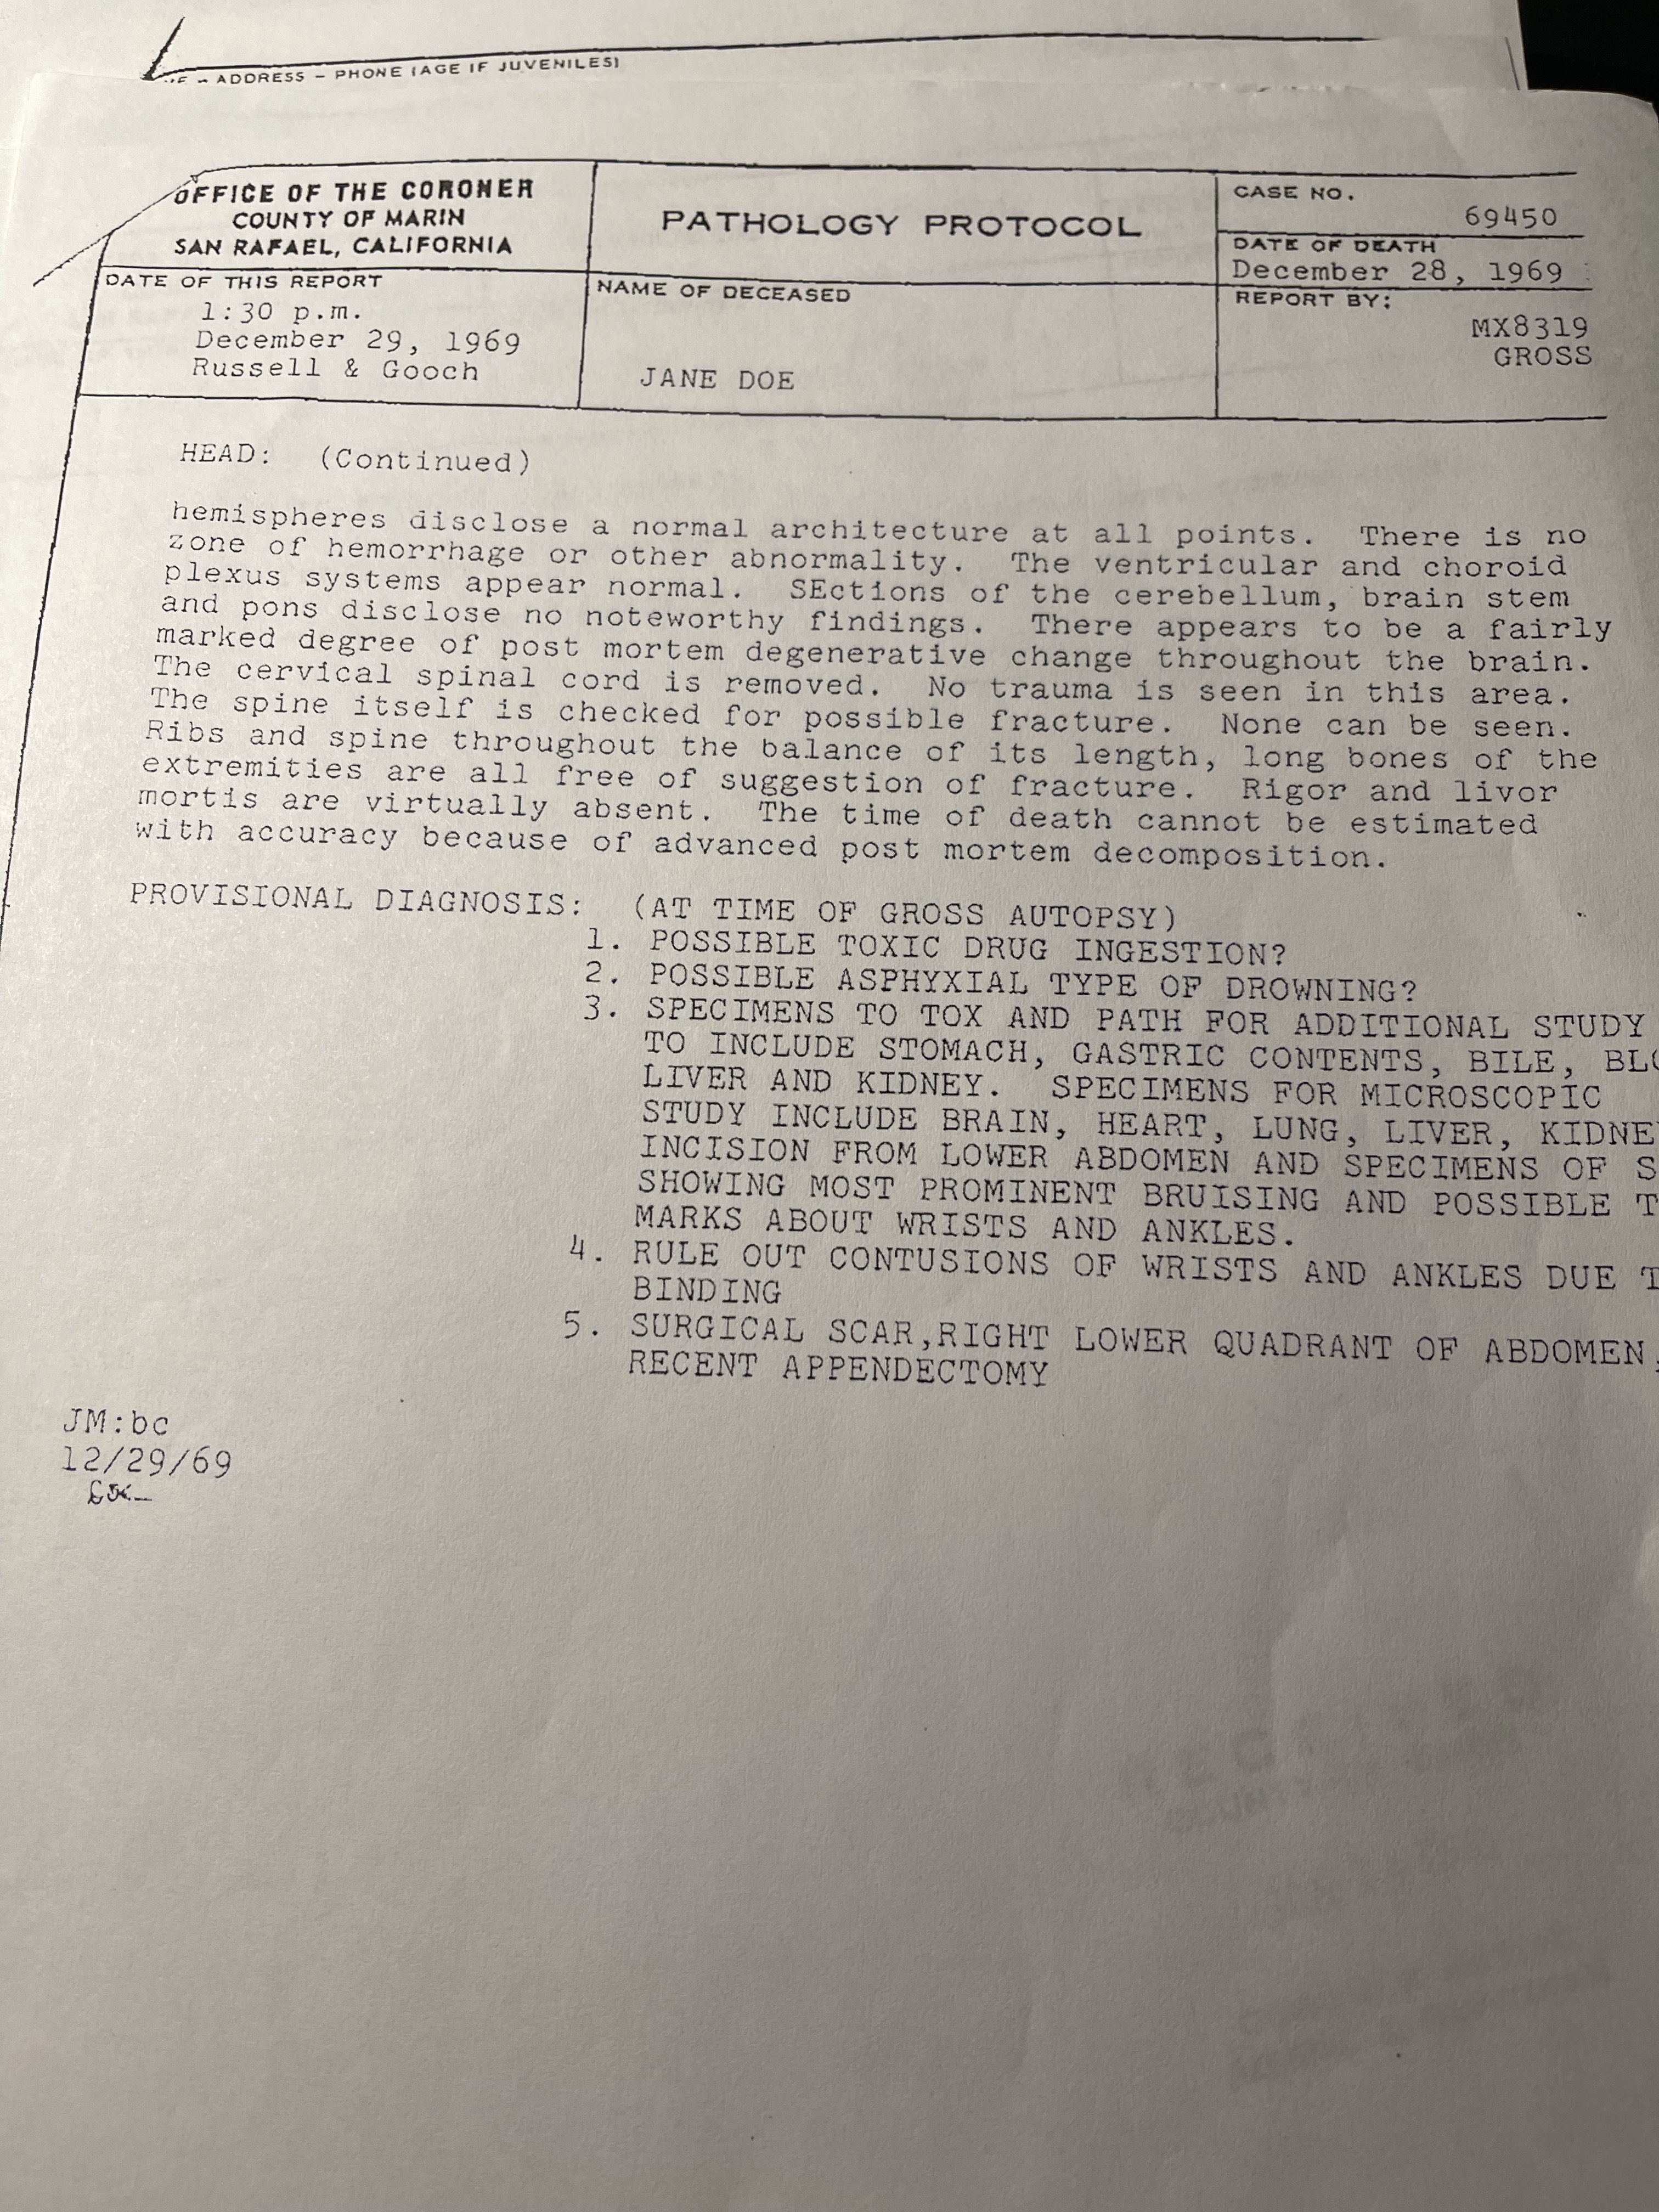 ADDRESS – PHONE (AGE IF JUVENILES)
OFFICE OF THE CORONER
COUNTY OF MARIN
SAN RAFAEL, CALIFORNIA
PATHOLOGY PROTOCOL
CASE NO.
69450
DATE OF DEATH
December 28, 1969
DATE OF THIS REPORT
1:30 p.m.
December 29, 1969
Russell & Gooch
NAME OF DECEASED
JANE DOE
REPORT BY:
MX8319
GROSS
HEAD: (Continued)
hemispheres disclose a normal architecture at all points. There is no
zone of hemorrhage or other abnormality. The ventricular and choroid
plexus systems appear normal. SEctions of the cerebellum, brain stem
and pons disclose no noteworthy findings. There appears to be a fairly
marked degree of post mortem degenerative change throughout the brain.
The cervical spinal cord is removed. No trauma is seen in this area.
The spine itself is checked for possible fracture. None can be seen.
Ribs and spine throughout the balance of its length, long bones of the
extremities are all free of suggestion of fracture. Rigor and livor
mortis are virtually absent. The time of death cannot be estimated
with accuracy because of advanced post mortem decomposition.
PROVISIONAL DIAGNOSIS: (AT TIME OF GROSS AUTOPSY)
1. POSSIBLE TOXIC DRUG INGESTION?
2. POSSIBLE ASPHYXIAL TYPE OF DROWNING?
3. SPECIMENS TO TOX AND PATH FOR ADDITIONAL STUDY
TO INCLUDE STOMACH, GASTRIC CONTENTS, BILE,
LIVER AND KIDNEY. SPECIMENS FOR MICROSCOPIC
STUDY INCLUDE BRAIN, HEART, LUNG, LIVER,
INCISION FROM LOWER ABDOMEN AND SPECIMENS OF
SHOWING MOST PROMINENT BRUISING AND POSSIBLE
MARKS ABOUT WRISTS AND ANKLES.
4. RULE OUT CONTUSIONS OF WRISTS AND ANKLES DUE
BINDING
5. SURGICAL SCAR,RIGHT LOWER QUADRANT OF ABDOMEN,
RECENT APPENDECTOMY
JM:bc
12/29/69